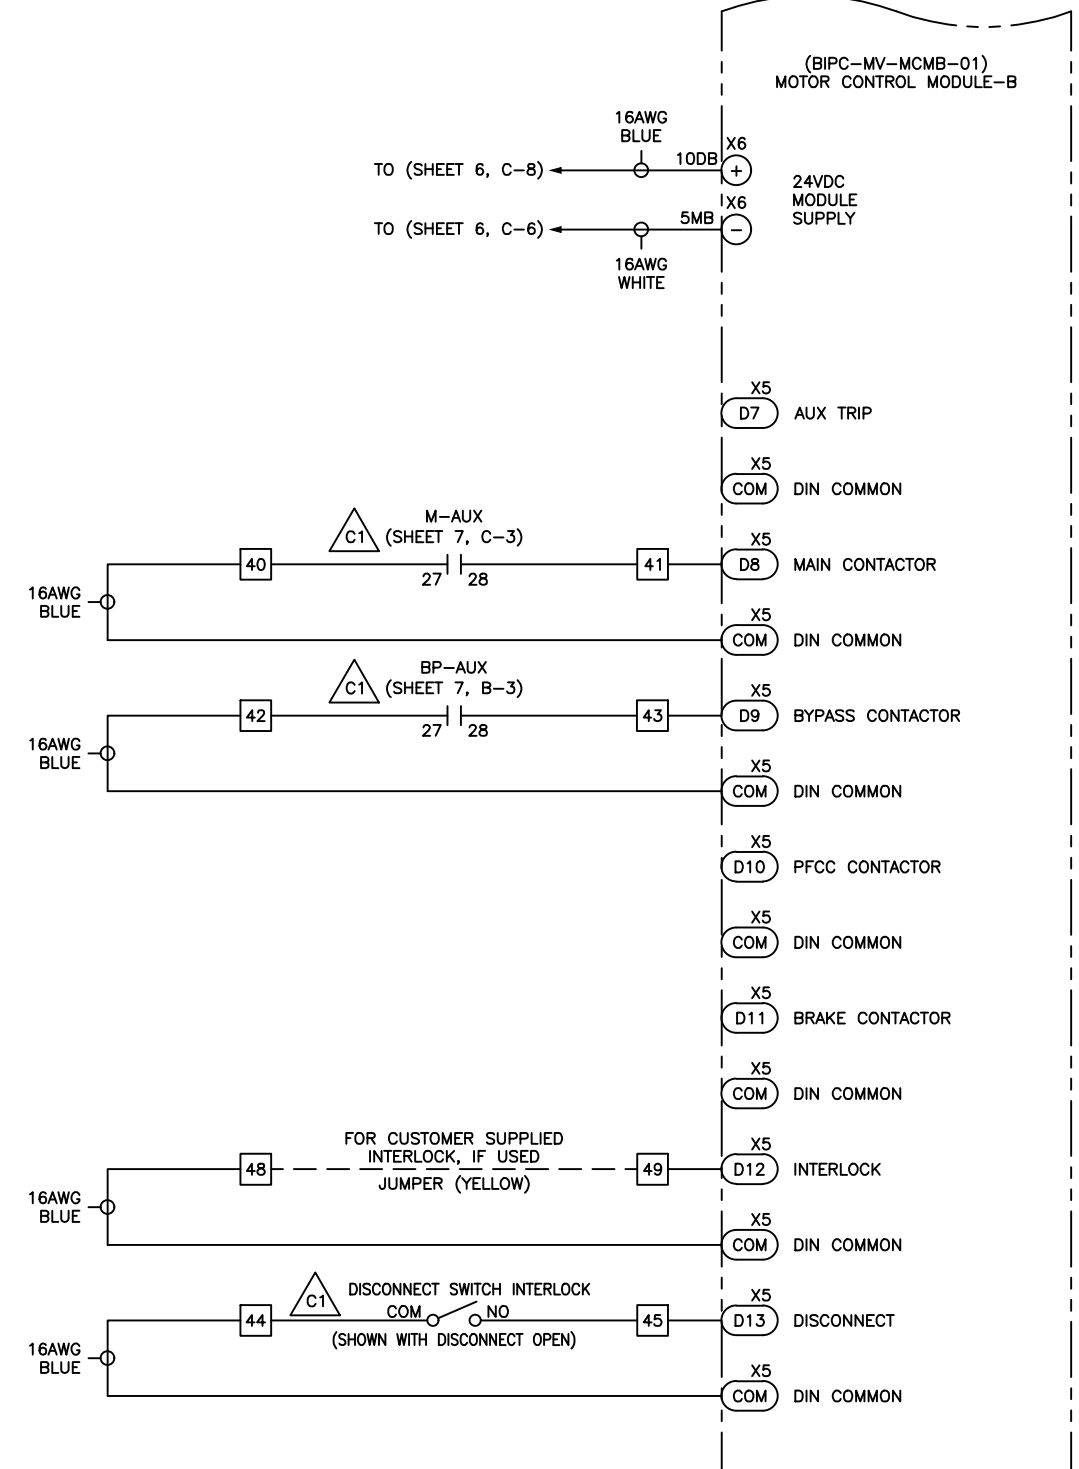 (BIPC-MV-MCMB-01)
MOTOR CONTROL MODULE-B
16AWG
BLUE
TO (SHEET 6, C-8)
10DB
X6
+
24VDC
MODULE
SUPPLY
TO (SHEET 6, C-6)
5MB
X6
-
16AWG
WHITE
X5
D7 AUX TRIP
X5
COM DIN COMMON
M-AUX
C1 (SHEET 7, C-3)
40
27 28
41
X5
D8 MAIN CONTACTOR
16AWG
BLUE
X5
COM DIN COMMON
BP-AUX
C1 (SHEET 7, B-3)
42
27 28
43
X5
D9 BYPASS CONTACTOR
16AWG
BLUE
X5
COM DIN COMMON
X5
D10 PFCC CONTACTOR
X5
COM DIN COMMON
X5
D11 BRAKE CONTACTOR
X5
COM DIN COMMON
FOR CUSTOMER SUPPLIED
INTERLOCK, IF USED
48
JUMPER (YELLOW)
49
X5
D12 INTERLOCK
16AWG
BLUE
X5
COM DIN COMMON
C1 DISCONNECT SWITCH INTERLOCK
44
COM NO
(SHOWN WITH DISCONNECT OPEN)
45
X5
D13 DISCONNECT
16AWG
BLUE
X5
COM DIN COMMON